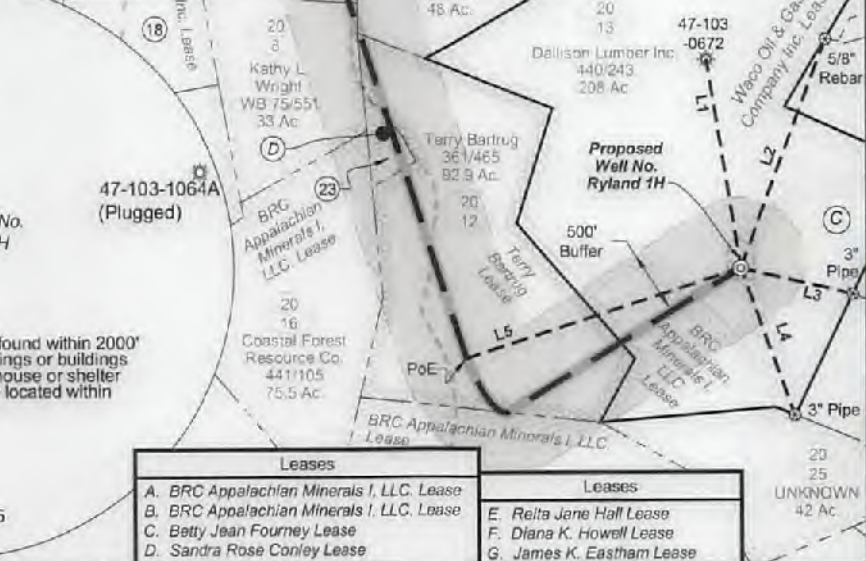 18
Inc. Lease
20
8
Kathy L.
Wright
WB 75/551
33 Ac.
48 Ac.
20
13
Dallison Lumber Inc.
440/243
208 Ac.
47-103
-0672
Waco Oil & Gas
Company Inc. Lease
5/8"
Rebar
L1
L2
D
23
Terry Bartrug
361/465
92.9 Ac.
20
12
Proposed
Well No.
Ryland 1H
47-103-1064A
(Plugged)
No.
H
BRC
Appalachian
Minerals I,
LLC. Lease
Terry
Bartrug
Lease
500'
Buffer
C
3"
Pipe
L3
L4
L5
20
16
Coastal Forest
Resource Co.
441/105
75.5 Ac.
found within 2000'
ings or buildings
house or shelter
located within
PoE
BRC
Appalachian
Minerals I,
LLC
Lease
3" Pipe
BRC Appalachian Minerals I, LLC
Lease
20
25
UNKNOWN
42 Ac.
5
Leases
A. BRC Appalachian Minerals I, LLC. Lease
B. BRC Appalachian Minerals I, LLC. Lease
C. Betty Jean Fourney Lease
D. Sandra Rose Conley Lease
Leases
E. Reita Jane Hall Lease
F. Diana K. Howell Lease
G. James K. Eastham Lease